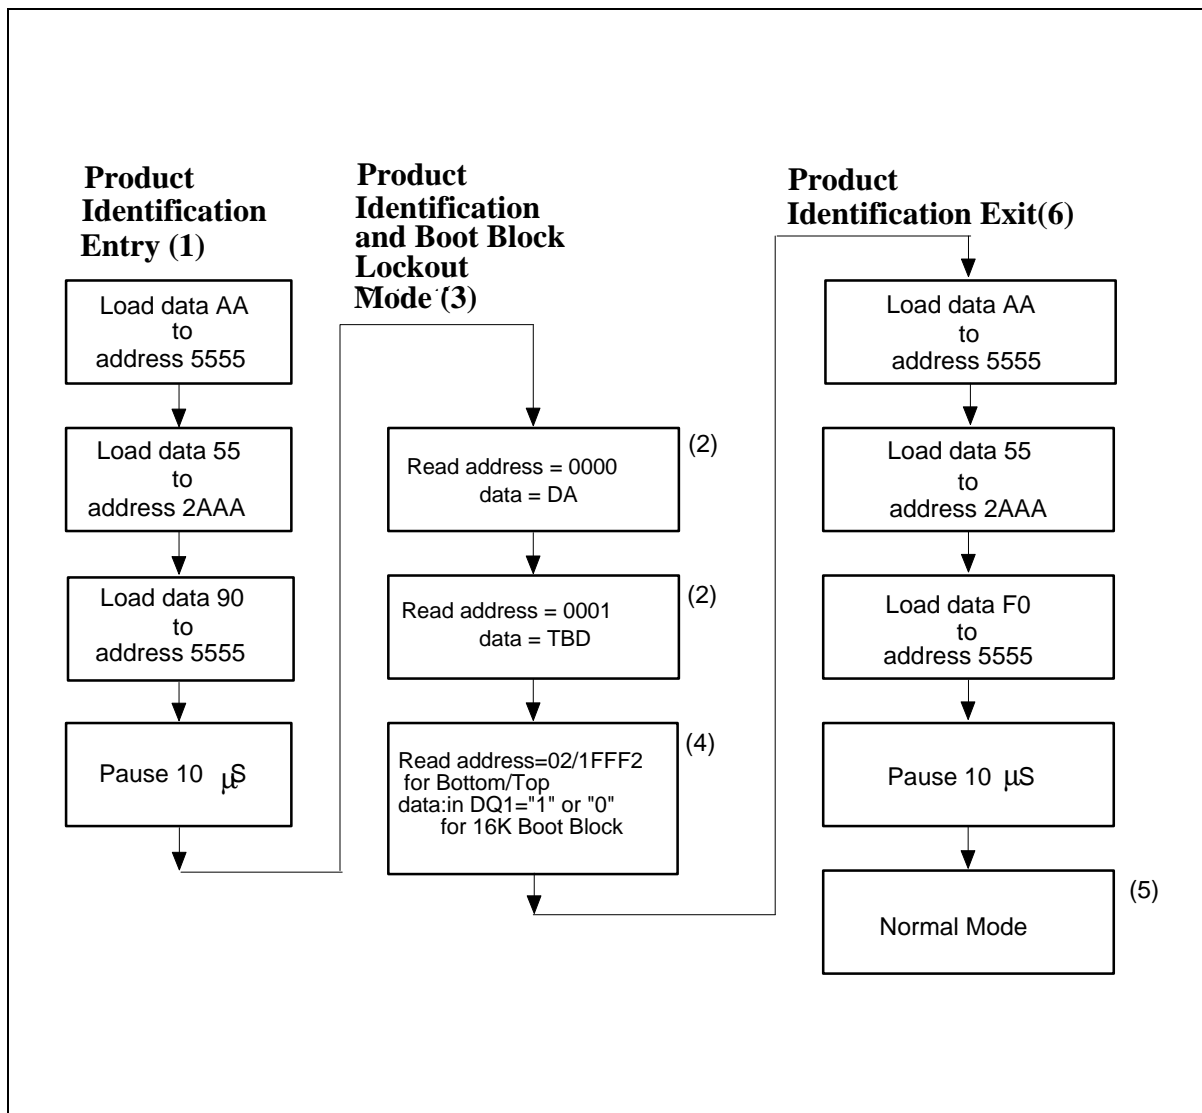 Product
Identification
Entry (1)
Load data AA
to
address 5555
Load data 55
to
address 2AAA
Load data 90
to
address 5555
Pause 10 μS
Product
Identification
and Boot Block
Lockout
Mode (3)
Read address = 0000
data = DA
(2)
Read address = 0001
data = TBD
(2)
Read address=02/1FFF2
for Bottom/Top
data:in DQ1="1" or "0"
for 16K Boot Block
(4)
Product
Identification Exit(6)
Load data AA
to
address 5555
Load data 55
to
address 2AAA
Load data F0
to
address 5555
Pause 10 μS
Normal Mode
(5)